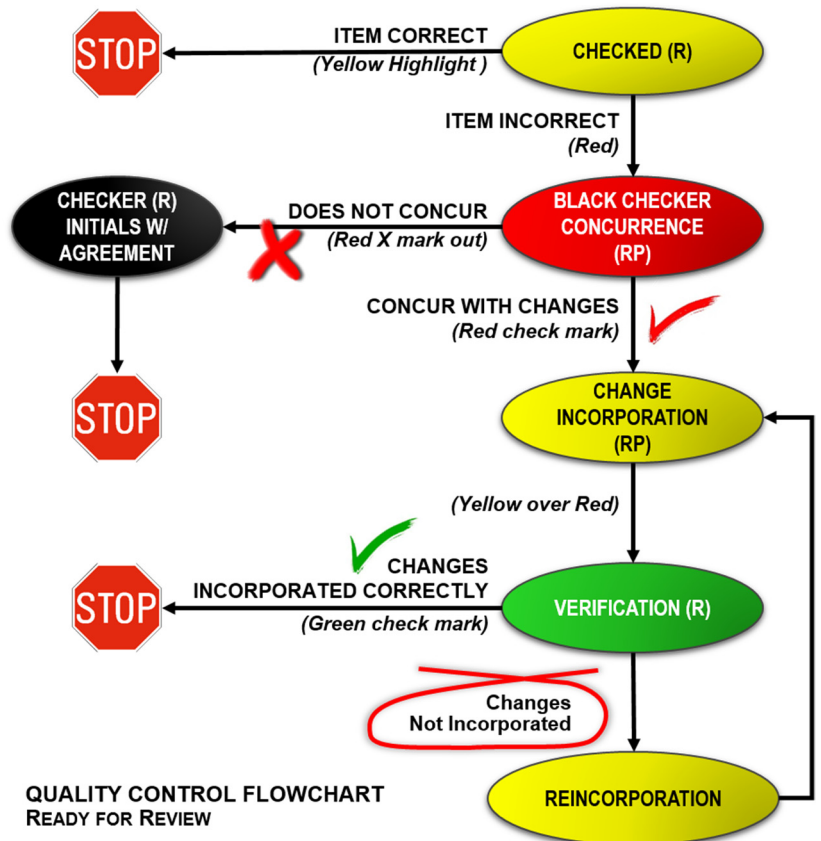 STOP
ITEM CORRECT
(Yellow Highlight )
CHECKED (R)
ITEM INCORRECT
(Red)
CHECKER (R)
INITIALS W/
AGREEMENT
DOES NOT CONCUR
(Red X mark out)
BLACK CHECKER
CONCURRENCE
(RP)
CONCUR WITH CHANGES
(Red check mark)
STOP
CHANGE
INCORPORATION
(RP)
(Yellow over Red)
STOP
CHANGES
INCORPORATED CORRECTLY
(Green check mark)
VERIFICATION (R)
Changes
Not Incorporated
REINCORPORATION
QUALITY CONTROL FLOWCHART
READY FOR REVIEW